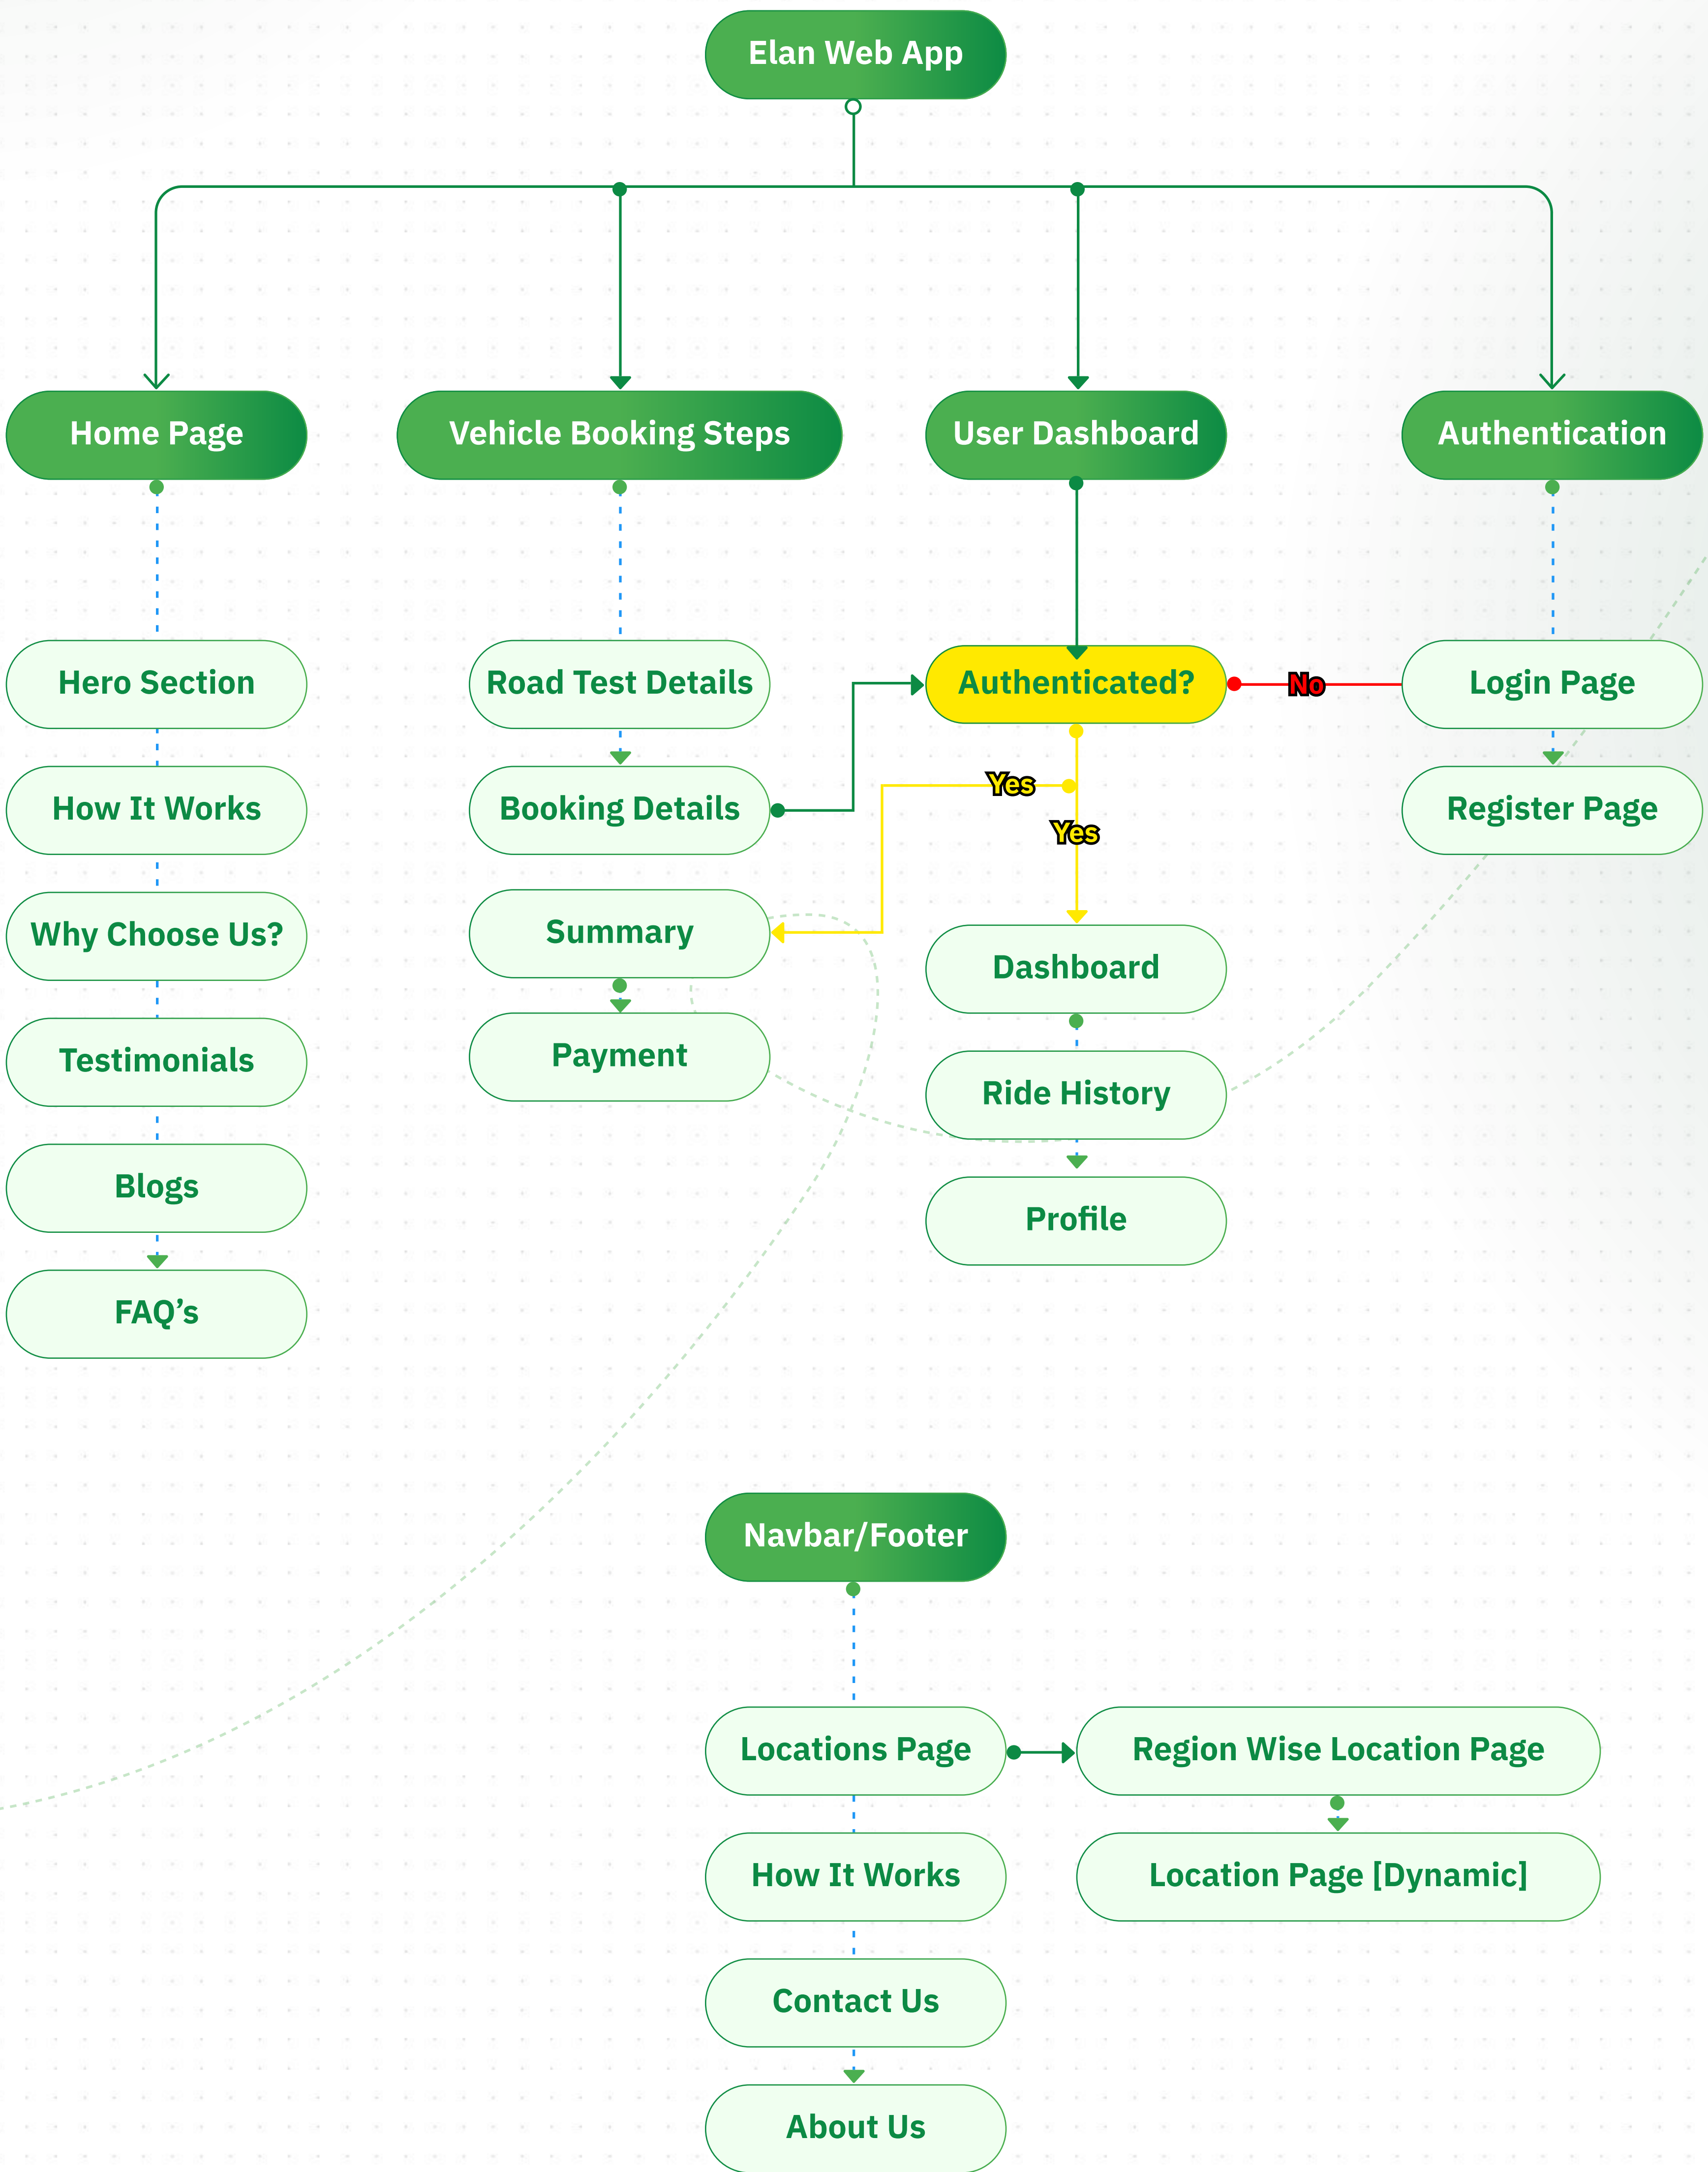 Elan Web App
Home Page
Vehicle Booking Steps
User Dashboard
Authentication
Hero Section
Road Test Details
Authenticated?
No
Login Page
How It Works
Booking Details
Yes
Yes
Register Page
Why Choose Us?
Summary
Dashboard
Testimonials
Payment
Ride History
Blogs
Profile
FAQ’s
Navbar/Footer
Locations Page
Region Wise Location Page
How It Works
Location Page [Dynamic]
Contact Us
About Us